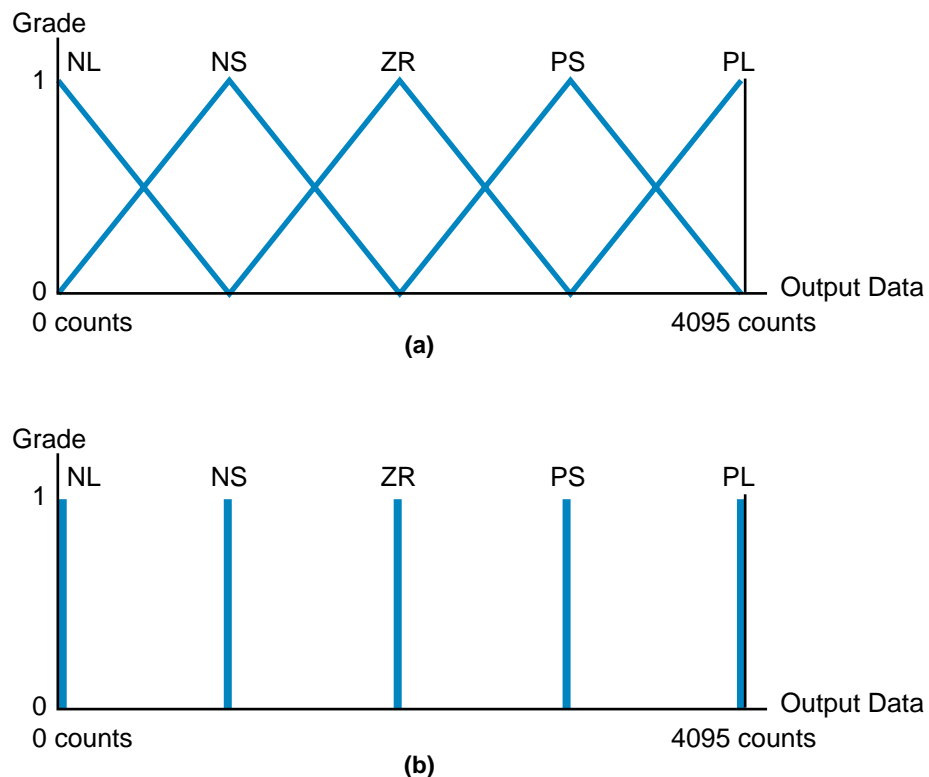 Grade
NL NS ZR PS PL
1
0
Output Data
0 counts 4095 counts
(a)
Grade
NL NS ZR PS PL
1
0
Output Data
0 counts 4095 counts
(b)